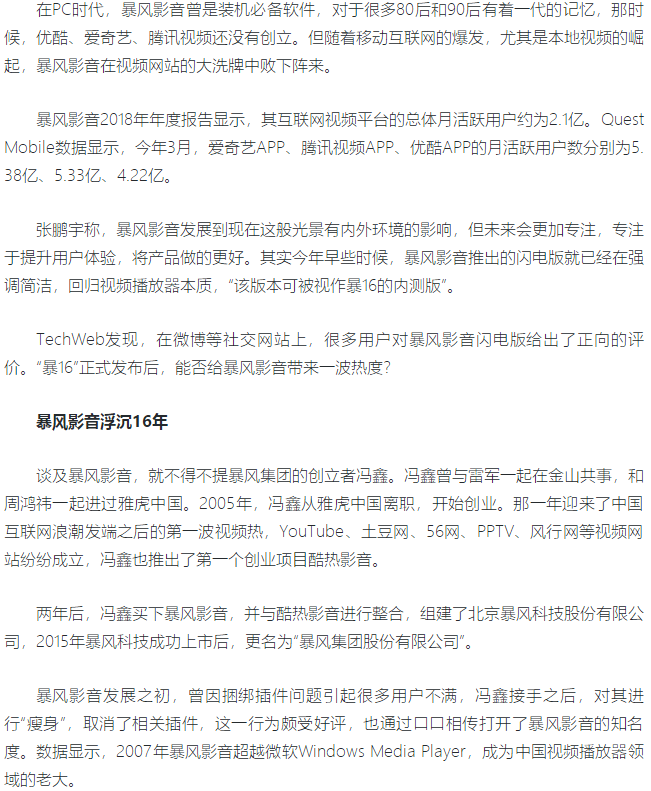 在PC时代，暴风影音曾是装机必备软件，对于很多80后和90后有着一代的记忆，那时
候，优酷、爱奇艺、腾讯视频还没有创立。但随着移动互联网的爆发，尤其是本地视频的崛
起，暴风影音在视频网站的大洗牌中败下阵来。
暴风影音2018年年度报告显示，其互联网视频平台的总体月活跃用户约为2.1亿。Quest
Mobile数据显示，今年3月，爱奇艺APP、腾讯视频APP、优酷APP的月活跃用户数分别为5.
38亿、5.33亿、4.22亿。
张鹏宇称，暴风影音发展到现在这般光景有内外环境的影响，但未来会更加专注，专注
于提升用户体验，将产品做的更好。其实今年早些时候，暴风影音推出的闪电版就已经在强
调简洁，回归视频播放器本质，“该版本可被视作暴16的内测版”。
TechWeb发现，在微博等社交网站上，很多用户对暴风影音闪电版给出了正向的评
价。“暴16”正式发布后，能否给暴风影音带来一波热度？
暴风影音浮沉16年
谈及暴风影音，就不得不提暴风集团的创立者冯鑫。冯鑫曾与雷军一起在金山共事，和
周鸿祎一起进过雅虎中国。2005年，冯鑫从雅虎中国离职，开始创业。那一年迎来了中国
互联网浪潮发端之后的第一波视频热，YouTube、土豆网、56网、PPTV、风行网等视频网
站纷纷成立，冯鑫也推出了第一个创业项目酷热影音。
两年后，冯鑫买下暴风影音，并与酷热影音进行整合，组建了北京暴风科技股份有限公
司，2015年暴风科技成功上市后，更名为“暴风集团股份有限公司”。
暴风影音发展之初，曾因捆绑插件问题引起很多用户不满，冯鑫接手之后，对其进
行“瘦身”，取消了相关插件，这一行为颇受好评，也通过口口相传打开了暴风影音的知名
度。数据显示，2007年暴风影音超越微软Windows Media Player，成为中国视频播放器领
域的老大。